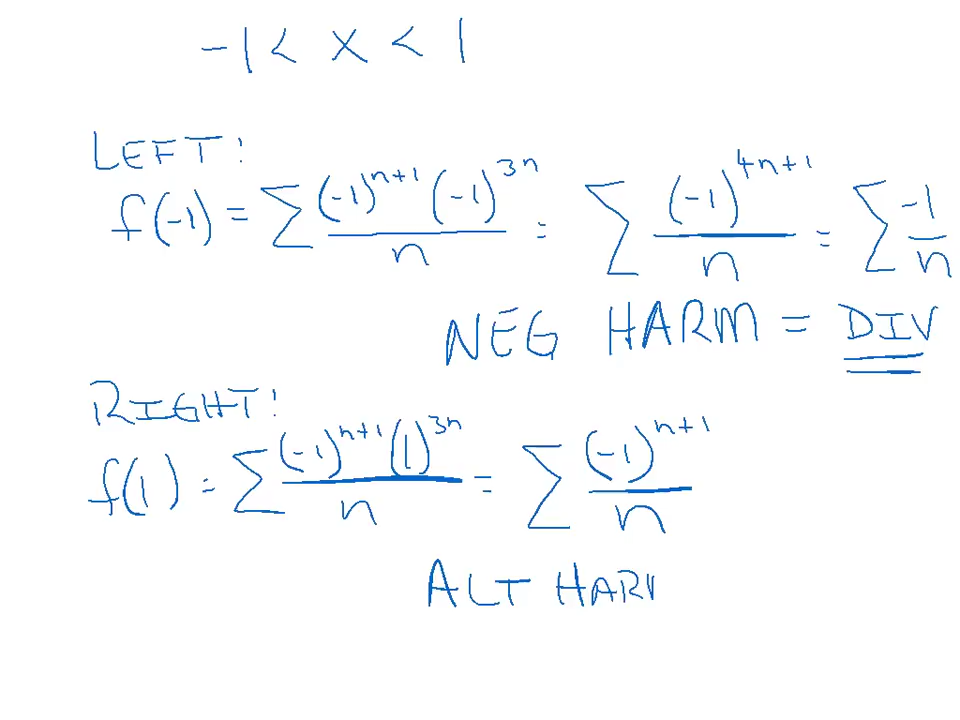 -1 < x < 1
LEFT:
f(-1) = ∑ (-1)^{n+1} (-1)^{3n} / n = ∑ (-1)^{4n+1} / n = ∑ -1 / n
NEG HARM = DIV
RIGHT:
f(1) = ∑ (-1)^{n+1} (1)^{3n} / n = ∑ (-1)^{n+1} / n
ALT HAR